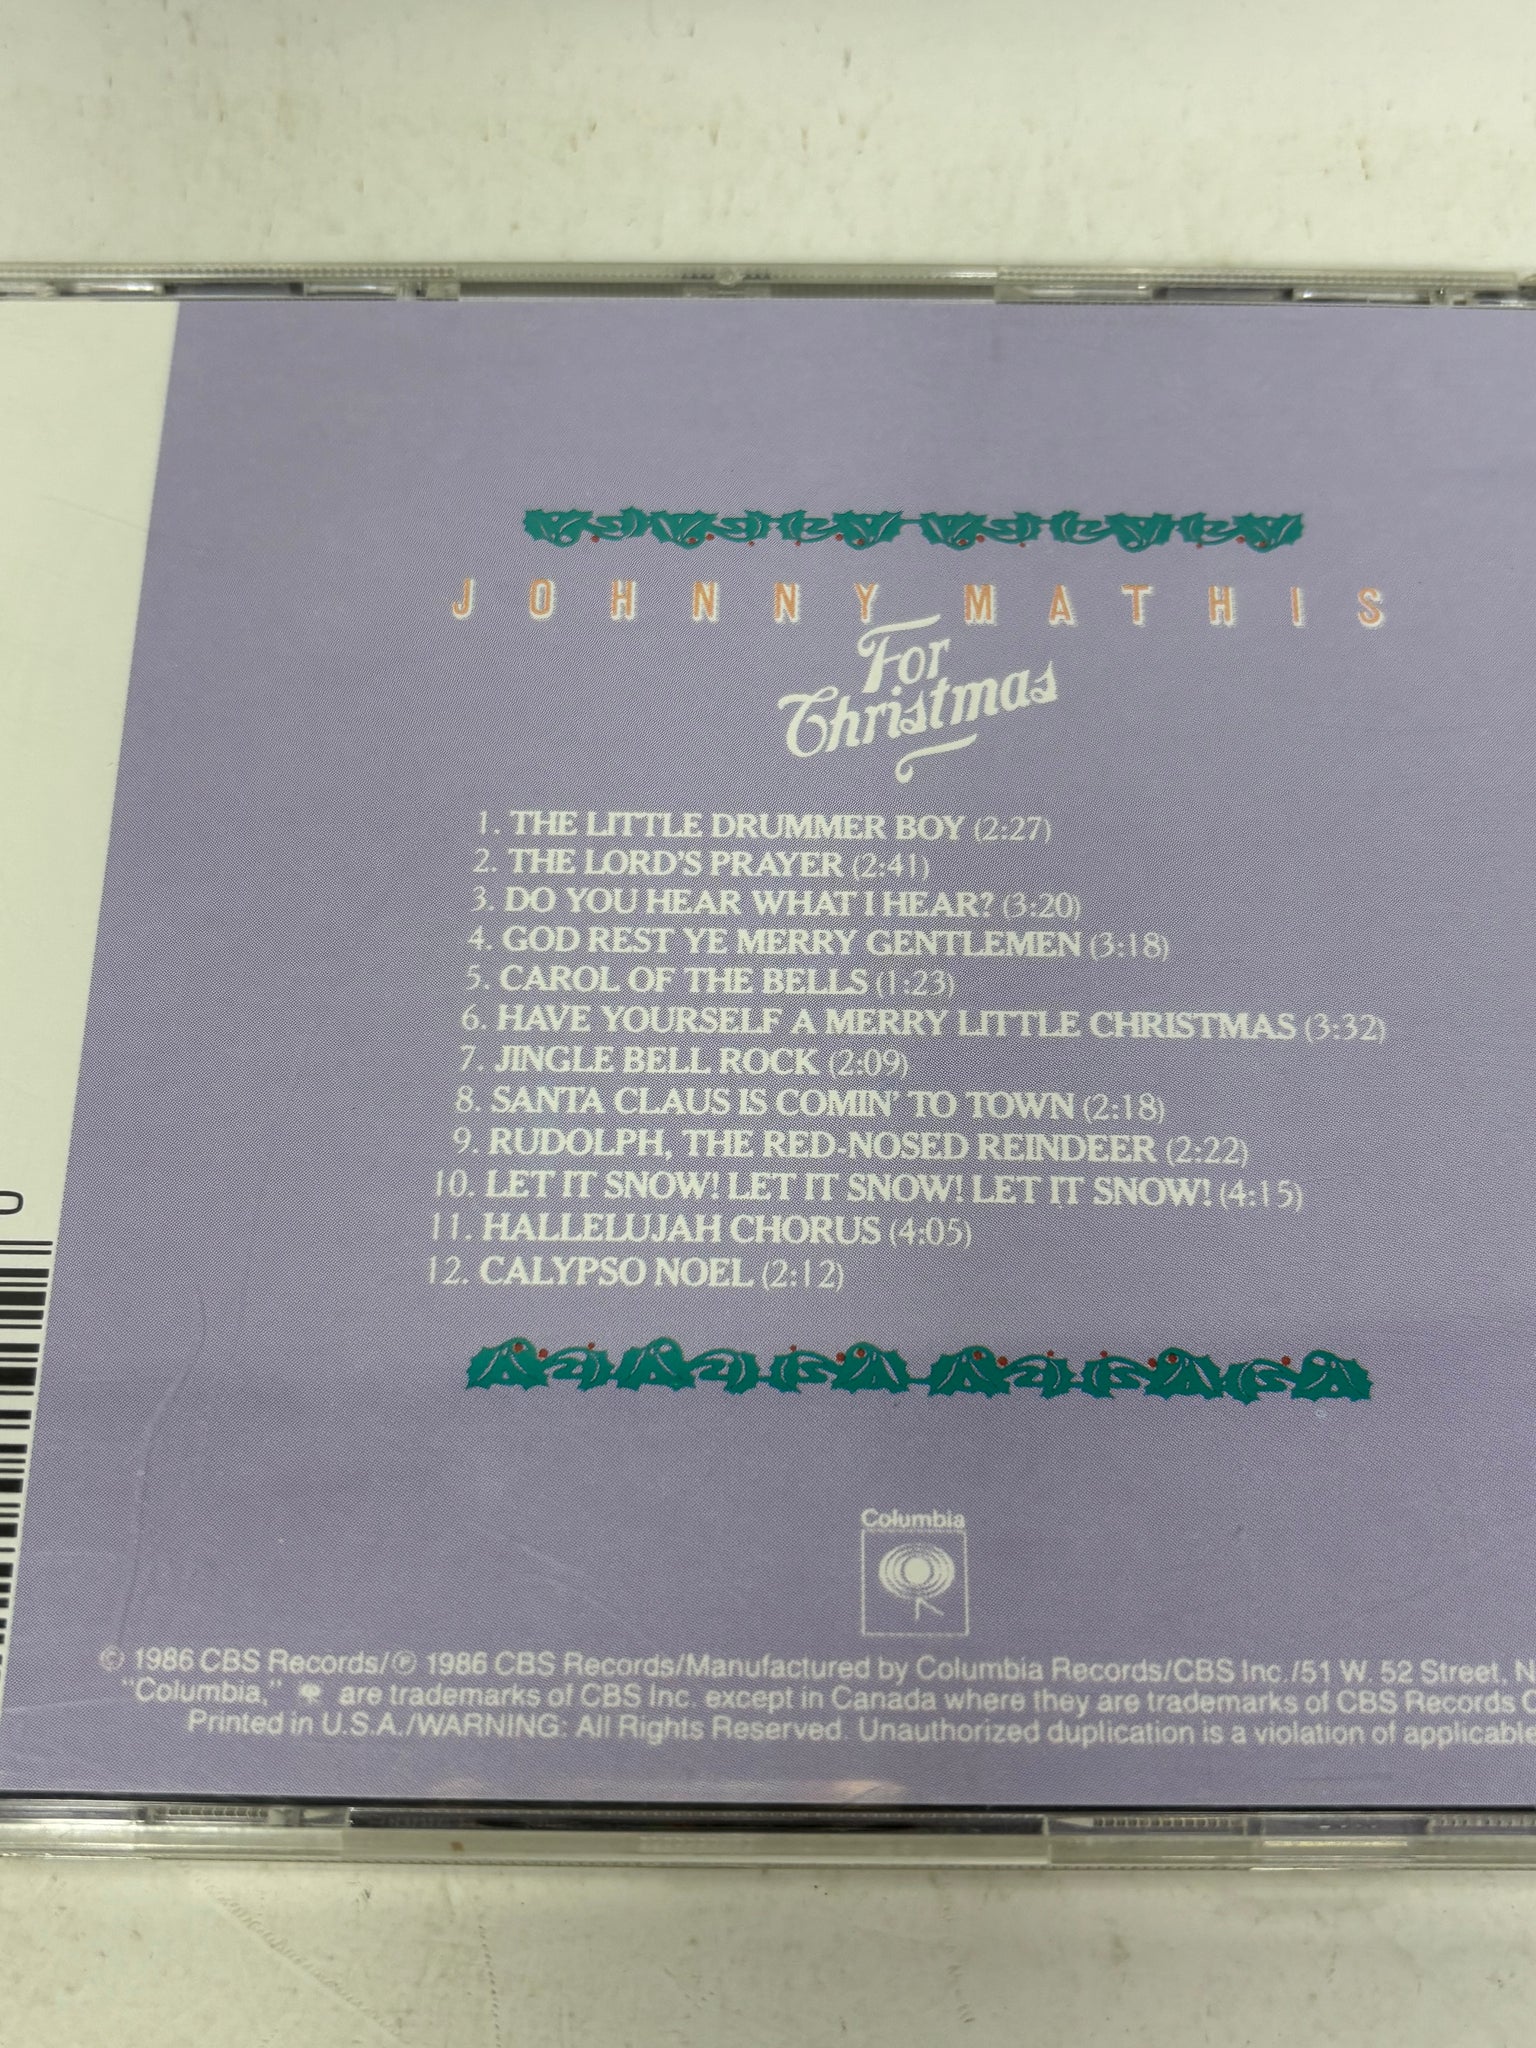 JOHNNY MATHIS
For
Christmas
1. THE LITTLE DRUMMER BOY (2:27)
2. THE LORD'S PRAYER (2:41)
3. DO YOU HEAR WHAT I HEAR? (3:20)
4. GOD REST YE MERRY GENTLEMEN (3:18)
5. CAROL OF THE BELLS (1:23)
6. HAVE YOURSELF A MERRY LITTLE CHRISTMAS (3:32)
7. JINGLE BELL ROCK (2:09)
8. SANTA CLAUS IS COMIN' TO TOWN (2:18)
9. RUDOLPH, THE RED-NOSED REINDEER (2:22)
10. LET IT SNOW! LET IT SNOW! LET IT SNOW! (4:15)
11. HALLELUJAH CHORUS (4:05)
12. CALYPSO NOEL (2:12)
Columbia
© 1986 CBS Records/℗ 1986 CBS Records/Manufactured by Columbia Records/CBS Inc./51 W. 52 Street, N
"Columbia," are trademarks of CBS Inc. except in Canada where they are trademarks of CBS Records
Printed in U.S.A./WARNING: All Rights Reserved. Unauthorized duplication is a violation of applicable